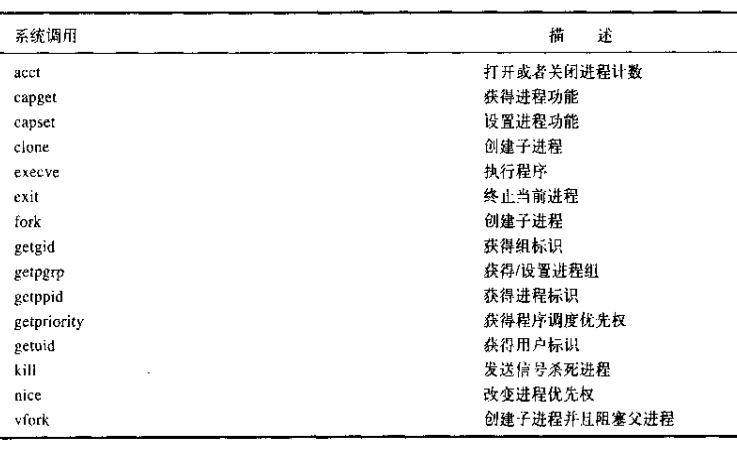 系统调用 描 述
acct 打开或者关闭进程计数
capget 获得进程功能
capset 设置进程功能
clone 创建子进程
execve 执行程序
exit 终止当前进程
fork 创建子进程
getgid 获得组标识
getpgrp 获得/设置进程组
getppid 获得进程标识
getpriority 获得程序调度优先权
getuid 获得用户标识
kill 发送信号杀死进程
nice 改变进程优先权
vfork 创建子进程并且阻塞父进程